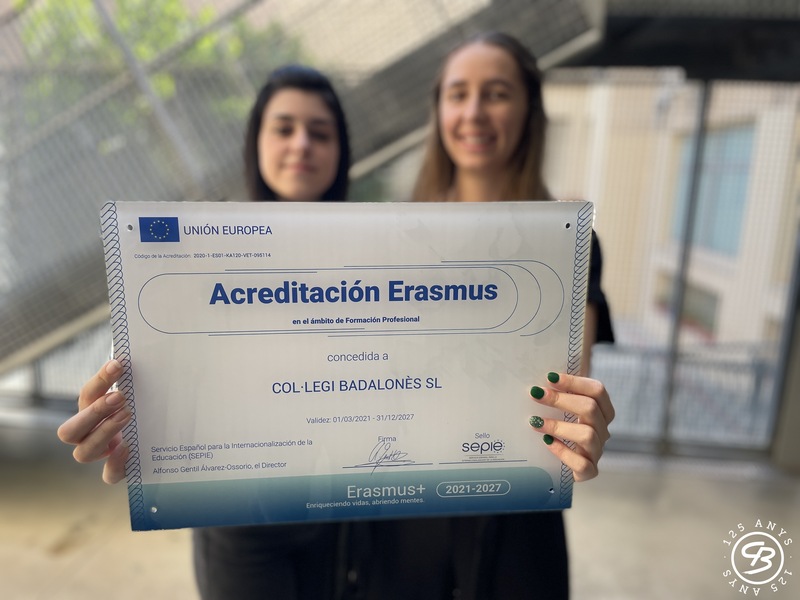 UNIÓN EUROPEA
Código de la Acreditación: 2020-1-ES01-KA120-VET-095114
Acreditación Erasmus
en el ámbito de Formación Profesional
concedida a
COL·LEGI BADALONÈS SL
Validez: 01/03/2021 - 31/12/2027
Servicio Español para la Internacionalización de la
Educación (SEPIE)
Alfonso Gentil Álvarez-Ossorio, el Director
Firma
Sello
sepie
Erasmus+
2021-2027
Enriqueciendo vidas, abriendo mentes.
125 ANYS · 125 ANYS ·
CB